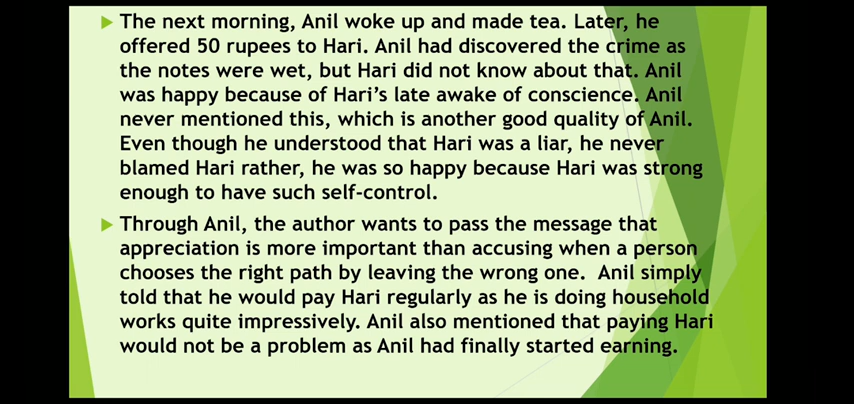 The next morning, Anil woke up and made tea. Later, he
offered 50 rupees to Hari. Anil had discovered the crime as
the notes were wet, but Hari did not know about that. Anil
was happy because of Hari's late awake of conscience. Anil
never mentioned this, which is another good quality of Anil.
Even though he understood that Hari was a liar, he never
blamed Hari rather, he was so happy because Hari was strong
enough to have such self-control.
Through Anil, the author wants to pass the message that
appreciation is more important than accusing when a person
chooses the right path by leaving the wrong one. Anil simply
told that he would pay Hari regularly as he is doing household
works quite impressively. Anil also mentioned that paying Hari
would not be a problem as Anil had finally started earning.